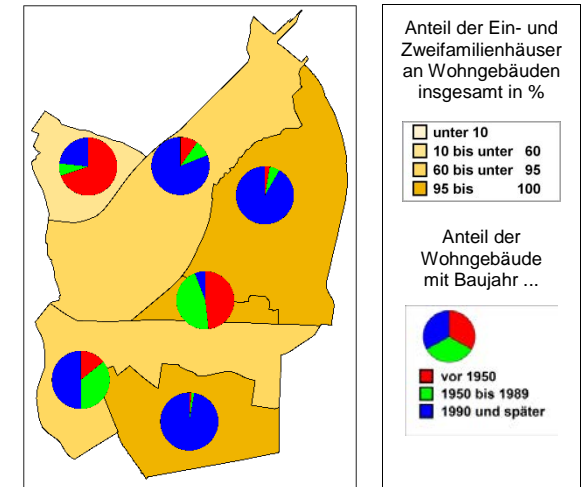 Anteil der Ein- und
Zweifamilienhäuser
an Wohngebäuden
insgesamt in %
unter 10
10 bis unter 60
60 bis unter 95
95 bis 100
Anteil der
Wohngebäude
mit Baujahr ...
vor 1950
1950 bis 1989
1990 und später